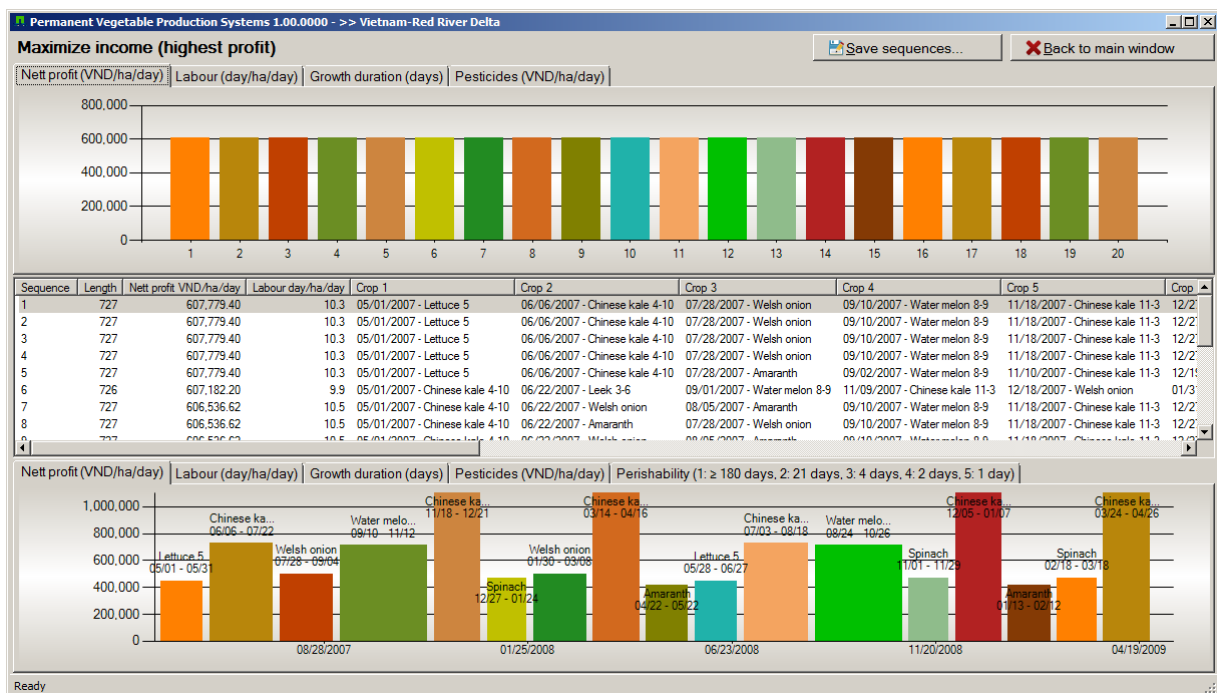 Permanent Vegetable Production Systems 1.00.0000 - >> Vietnam-Red River Delta
Maximize income (highest profit)
Save sequences...
Back to main window
Nett profit (VND/ha/day) Labour (day/ha/day) Growth duration (days) Pesticides (VND/ha/day)
800,000
600,000
400,000
200,000
0
1 2 3 4 5 6 7 8 9 10 11 12 13 14 15 16 17 18 19 20
Sequence Length Nett profit VND/ha/day Labour day/ha/day Crop 1 Crop 2 Crop 3 Crop 4 Crop 5 Crop
1 727 607,779.40 10.3 05/01/2007 - Lettuce 5 06/06/2007 - Chinese kale 4-10 07/28/2007 - Welsh onion 09/10/2007 - Water melon 8-9 11/18/2007 - Chinese kale 11-3 12/2
2 727 607,779.40 10.3 05/01/2007 - Lettuce 5 06/06/2007 - Chinese kale 4-10 07/28/2007 - Welsh onion 09/10/2007 - Water melon 8-9 11/18/2007 - Chinese kale 11-3 12/2
3 727 607,779.40 10.3 05/01/2007 - Lettuce 5 06/06/2007 - Chinese kale 4-10 07/28/2007 - Welsh onion 09/10/2007 - Water melon 8-9 11/18/2007 - Chinese kale 11-3 12/2
4 727 607,779.40 10.3 05/01/2007 - Lettuce 5 06/06/2007 - Chinese kale 4-10 07/28/2007 - Welsh onion 09/10/2007 - Water melon 8-9 11/18/2007 - Chinese kale 11-3 12/2
5 727 607,779.40 10.3 05/01/2007 - Lettuce 5 06/06/2007 - Chinese kale 4-10 07/28/2007 - Amaranth 09/02/2007 - Water melon 8-9 11/10/2007 - Chinese kale 11-3 12/1
6 726 607,182.20 9.9 05/01/2007 - Chinese kale 4-10 06/22/2007 - Leek 3-6 09/01/2007 - Water melon 8-9 11/09/2007 - Chinese kale 11-3 12/18/2007 - Welsh onion 01/3
7 727 606,536.62 10.5 05/01/2007 - Chinese kale 4-10 06/22/2007 - Welsh onion 08/05/2007 - Amaranth 09/10/2007 - Water melon 8-9 11/18/2007 - Chinese kale 11-3 12/2
8 727 606,536.62 10.5 05/01/2007 - Chinese kale 4-10 06/22/2007 - Amaranth 07/28/2007 - Welsh onion 09/10/2007 - Water melon 8-9 11/18/2007 - Chinese kale 11-3 12/2
Nett profit (VND/ha/day) Labour (day/ha/day) Growth duration (days) Pesticides (VND/ha/day) Perishability (1: ≥ 180 days, 2: 21 days, 3: 4 days, 4: 2 days, 5: 1 day)
1,000,000
800,000
600,000
400,000
200,000
0
Lettuce 5
05/01 - 05/31
Chinese ka...
06/06 - 07/22
Welsh onion
07/28 - 09/04
Water melo...
09/10 - 11/12
Chinese ka...
11/18 - 12/21
Spinach
12/27 - 01/24
Welsh onion
01/30 - 03/08
Chinese ka...
03/14 - 04/16
Amaranth
04/22 - 05/22
Lettuce 5
05/28 - 06/27
Chinese ka...
07/03 - 08/18
Water melo...
08/24 - 10/26
Spinach
11/01 - 11/29
Chinese ka...
12/05 - 01/07
Amaranth
01/13 - 02/12
Spinach
02/18 - 03/18
Chinese ka...
03/24 - 04/26
08/28/2007 01/25/2008 06/23/2008 11/20/2008 04/19/2009
Ready